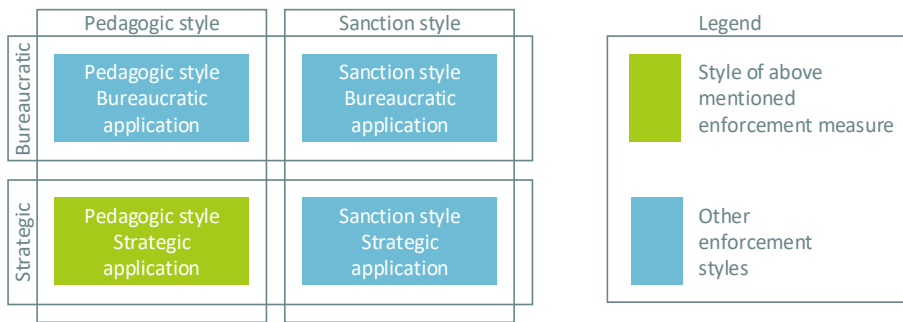 Pedagogic style
Sanction style
Legend
Bureaucratic
Pedagogic style
Bureaucratic
application
Sanction style
Bureaucratic
application
Style of above
mentioned
enforcement measure
Strategic
Pedagogic style
Strategic
application
Sanction style
Strategic
application
Other
enforcement
styles